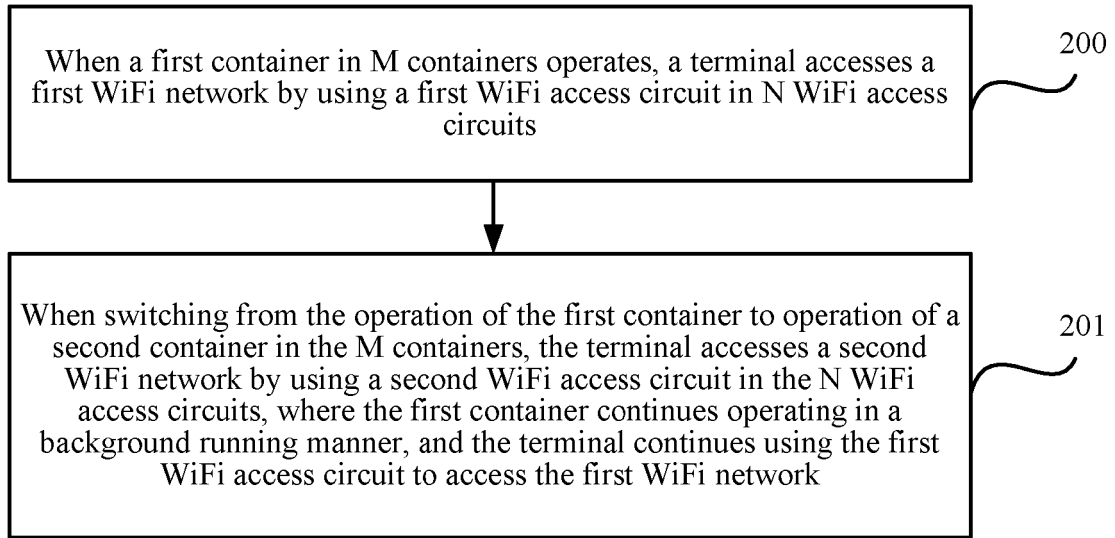 When a first container in M containers operates, a terminal accesses a
first WiFi network by using a first WiFi access circuit in N WiFi access
circuits
200
When switching from the operation of the first container to operation of a
second container in the M containers, the terminal accesses a second
WiFi network by using a second WiFi access circuit in the N WiFi
access circuits, where the first container continues operating in a
background running manner, and the terminal continues using the first
WiFi access circuit to access the first WiFi network
201